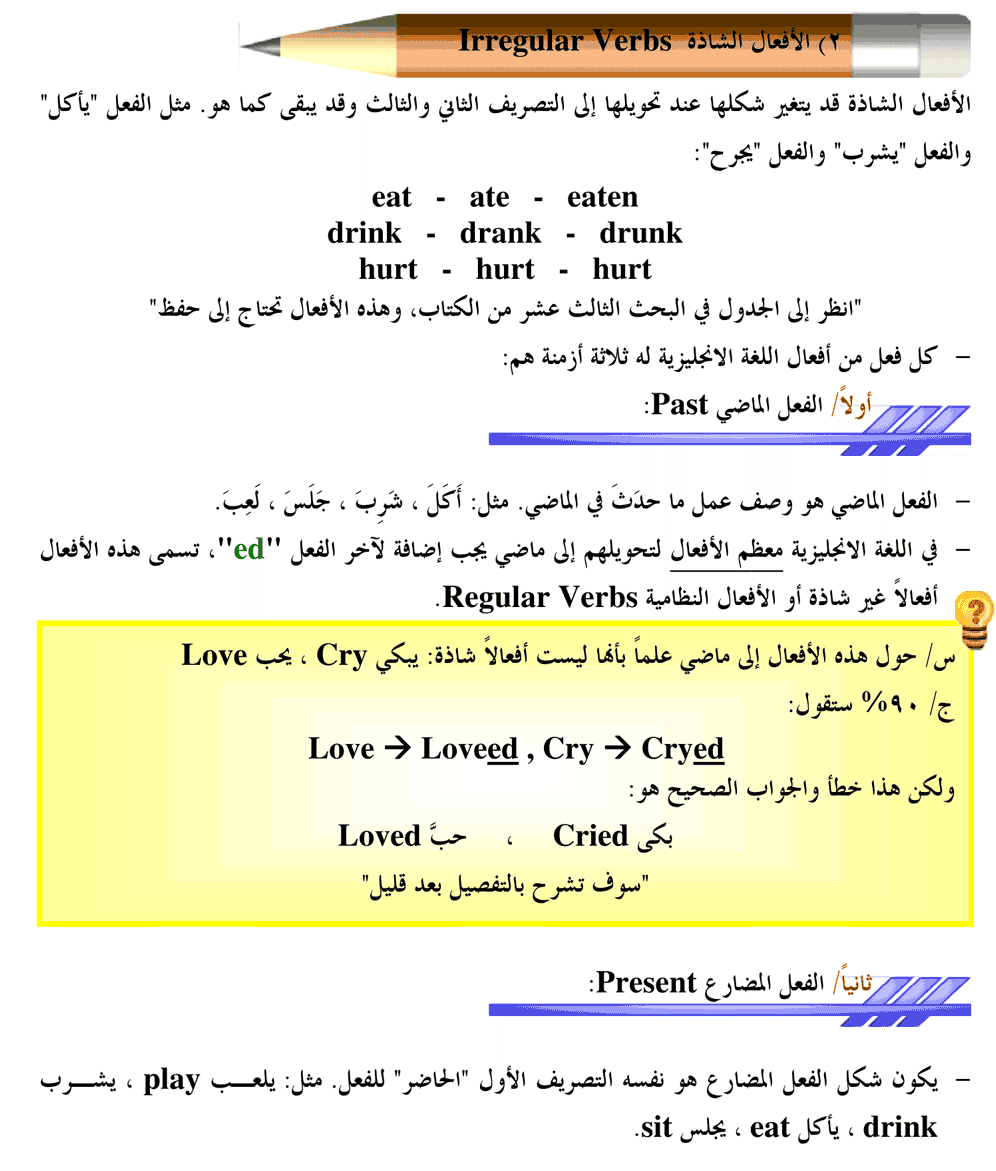 ٢) الأفعال الشاذة Irregular Verbs
الأفعال الشاذة قد يتغير شكلها عند تحويلها إلى التصريف الثاني والثالث وقد يبقى كما هو. مثل الفعل "يأكل"
والفعل "يشرب" والفعل "يجرح":
eat - ate - eaten
drink - drank - drunk
hurt - hurt - hurt
"انظر إلى الجدول في البحث الثالث عشر من الكتاب، وهذه الأفعال تحتاج إلى حفظ"
– كل فعل من أفعال اللغة الانجليزية له ثلاثة أزمنة هم:
أولاً/ الفعل الماضي Past:
– الفعل الماضي هو وصف عمل ما حدَثَ في الماضي. مثل: أَكَلَ ، شَرِبَ ، جَلَسَ ، لَعِبَ.
– في اللغة الانجليزية معظم الأفعال لتحويلهم إلى ماضي يجب إضافة لآخر الفعل "ed"، تسمى هذه الأفعال
أفعالاً غير شاذة أو الأفعال النظامية Regular Verbs.
س/ حول هذه الأفعال إلى ماضي علماً بأنها ليست أفعالاً شاذة: يبكي Cry ، يحب Love
ج/ ٩٠% ستقول:
Love → Loveed , Cry → Cryed
ولكن هذا خطأ والجواب الصحيح هو:
بكى Cried ، حبَّ Loved
"سوف تشرح بالتفصيل بعد قليل"
ثانياً/ الفعل المضارع Present:
– يكون شكل الفعل المضارع هو نفسه التصريف الأول "الحاضر" للفعل. مثل: يلعـــب play ، يشـــرب
drink ، يأكل eat ، يجلس sit.